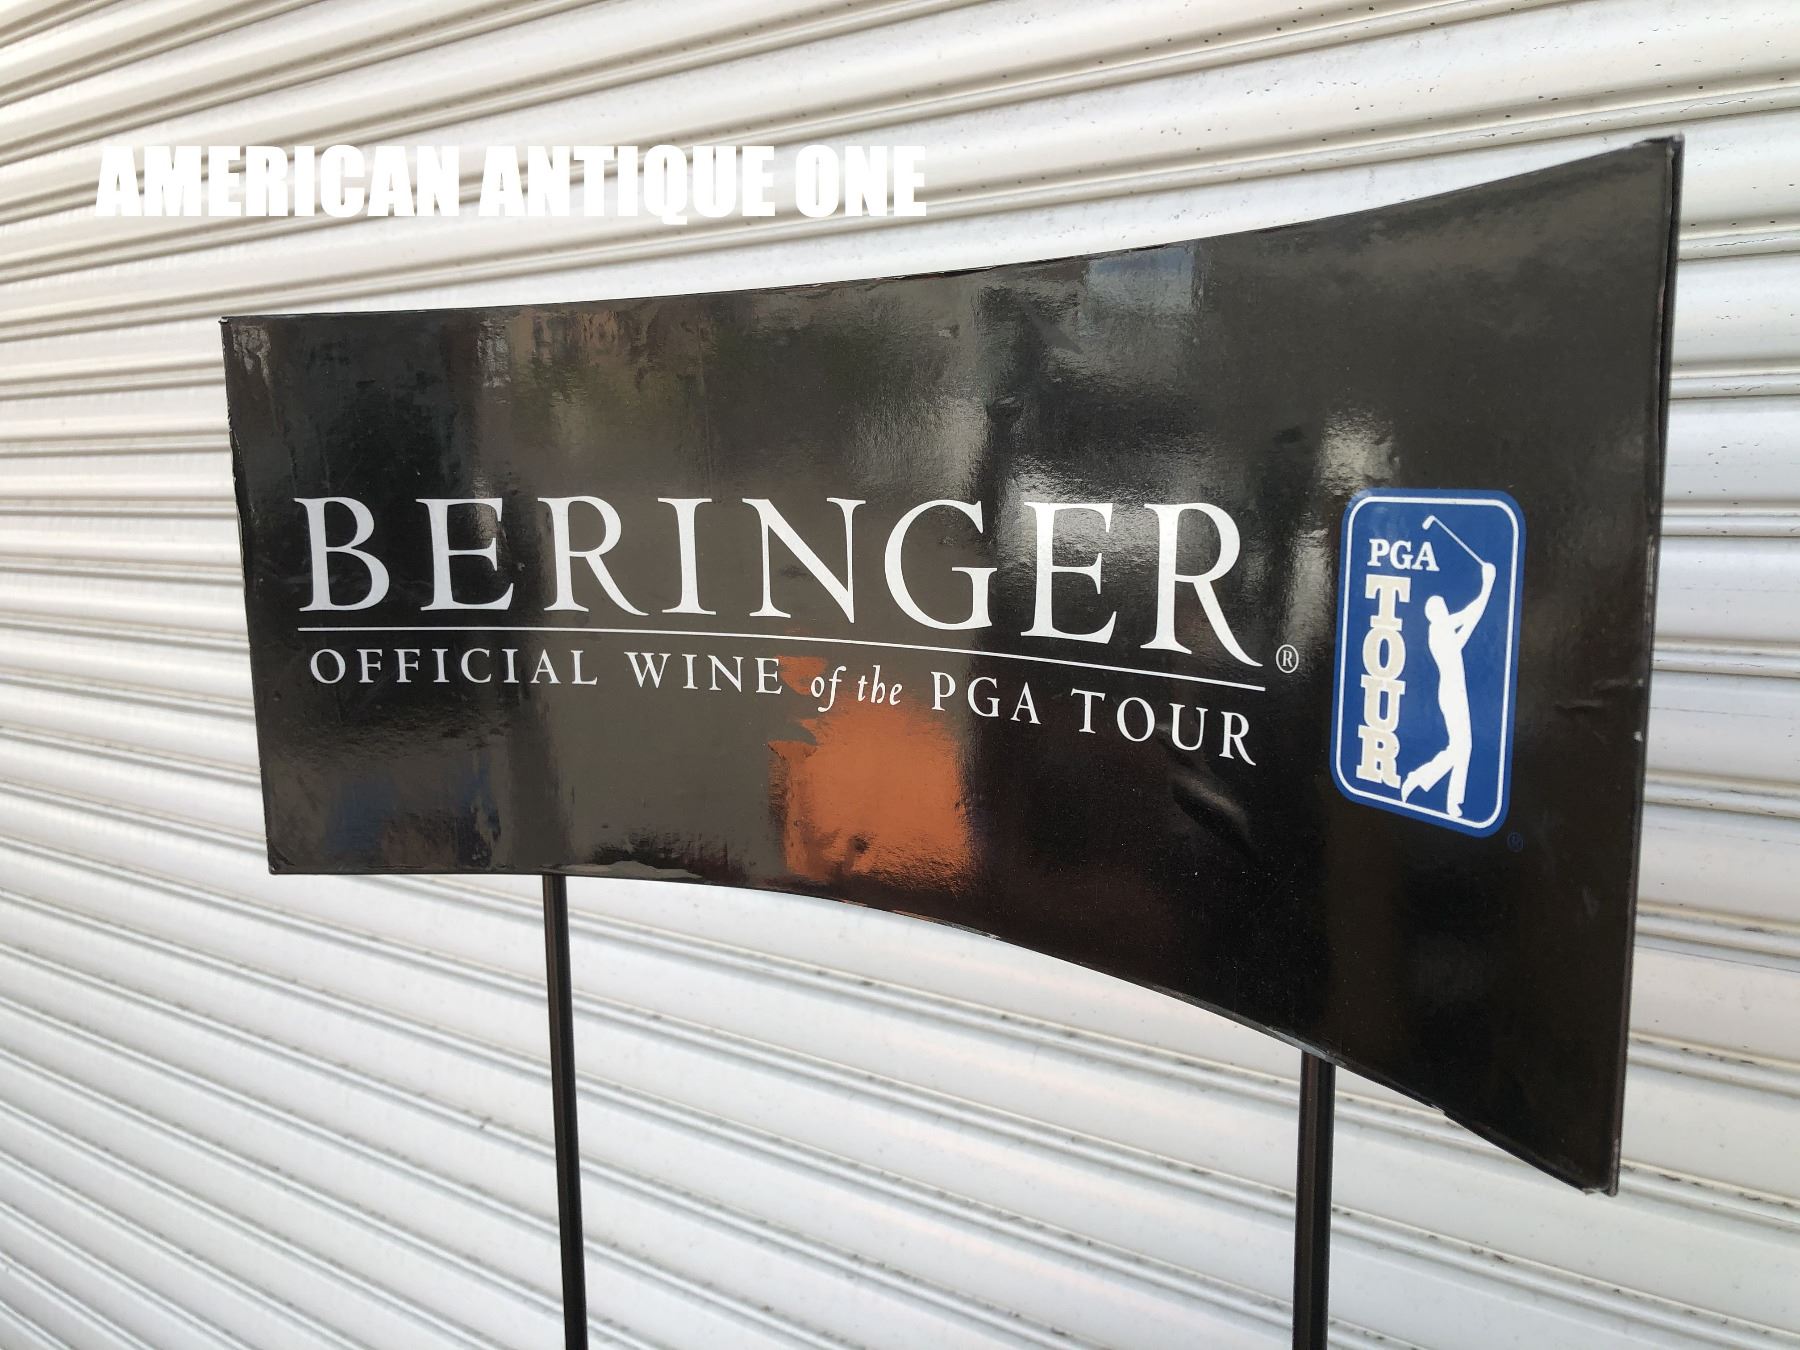 AMERICAN ANTIQUE ONE
BERINGER®
OFFICIAL WINE of the PGA TOUR
PGA
TOUR
®